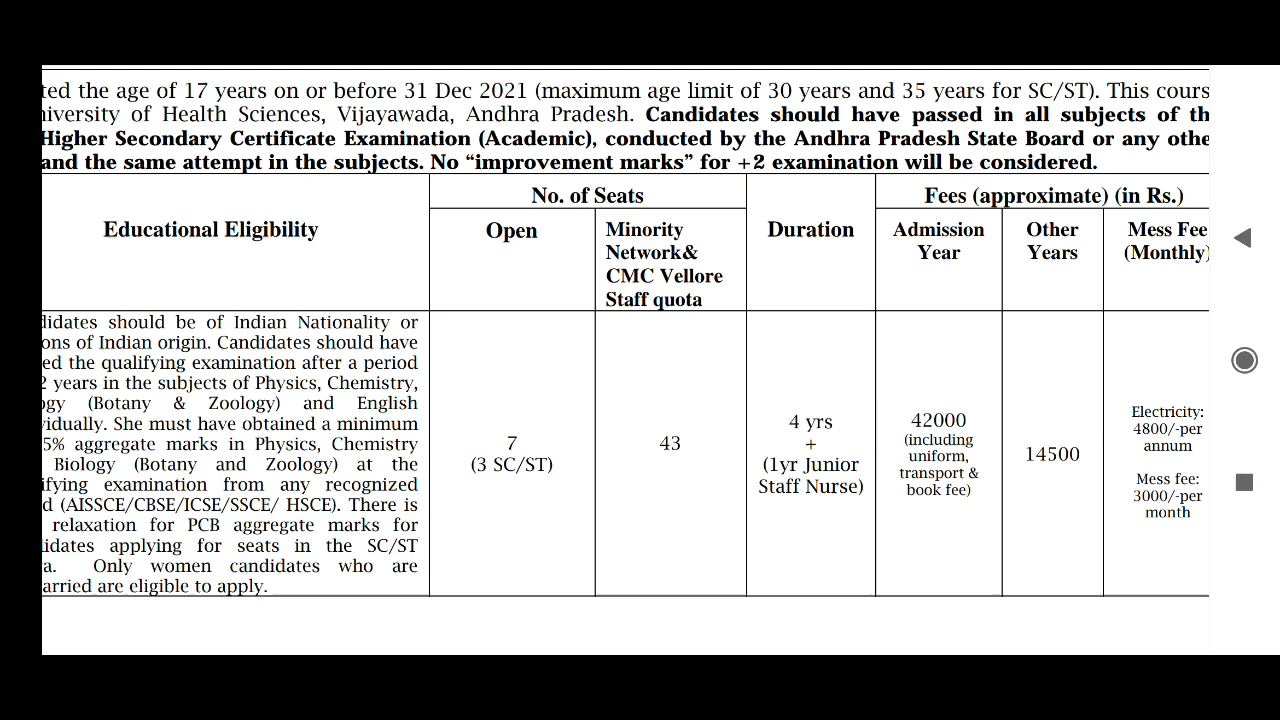 ted the age of 17 years on or before 31 Dec 2021 (maximum age limit of 30 years and 35 years for SC/ST). This cours
niversity of Health Sciences, Vijayawada, Andhra Pradesh. Candidates should have passed in all subjects of th
Higher Secondary Certificate Examination (Academic), conducted by the Andhra Pradesh State Board or any othe
and the same attempt in the subjects. No “improvement marks” for +2 examination will be considered.
Educational Eligibility
No. of Seats
Open
Minority
Network&
CMC Vellore
Staff quota
Duration
Fees (approximate) (in Rs.)
Admission
Year
Other
Years
Mess Fee
(Monthly)
didates should be of Indian Nationality or
ons of Indian origin. Candidates should have
ed the qualifying examination after a period
2 years in the subjects of Physics, Chemistry,
ogy (Botany & Zoology) and English
vidually. She must have obtained a minimum
5% aggregate marks in Physics, Chemistry
Biology (Botany and Zoology) at the
ifying examination from any recognized
d (AISSCE/CBSE/ICSE/SSCE/ HSCE). There is
relaxation for PCB aggregate marks for
lidates applying for seats in the SC/ST
a. Only women candidates who are
arried are eligible to apply.
7
(3 SC/ST)
43
4 yrs
+
(1yr Junior
Staff Nurse)
42000
(including
uniform,
transport &
book fee)
14500
Electricity:
4800/-per
annum
Mess fee:
3000/-per
month